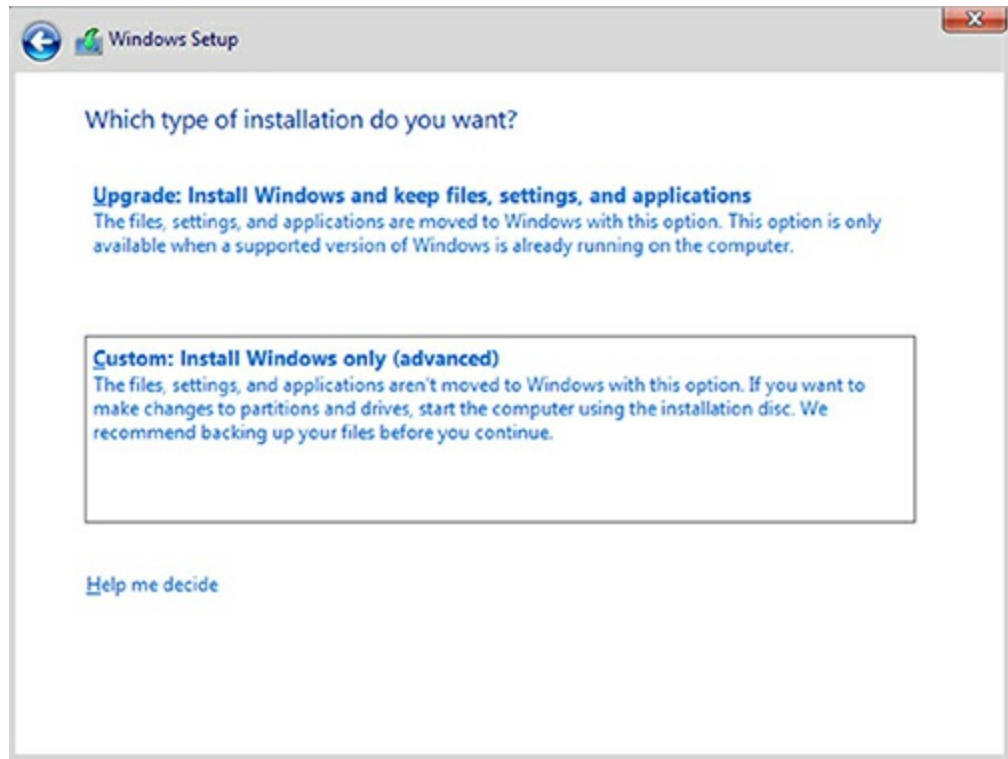 Windows Setup
Which type of installation do you want?
Upgrade: Install Windows and keep files, settings, and applications
The files, settings, and applications are moved to Windows with this option. This option is only
available when a supported version of Windows is already running on the computer.
Custom: Install Windows only (advanced)
The files, settings, and applications aren't moved to Windows with this option. If you want to
make changes to partitions and drives, start the computer using the installation disc. We
recommend backing up your files before you continue.
Help me decide